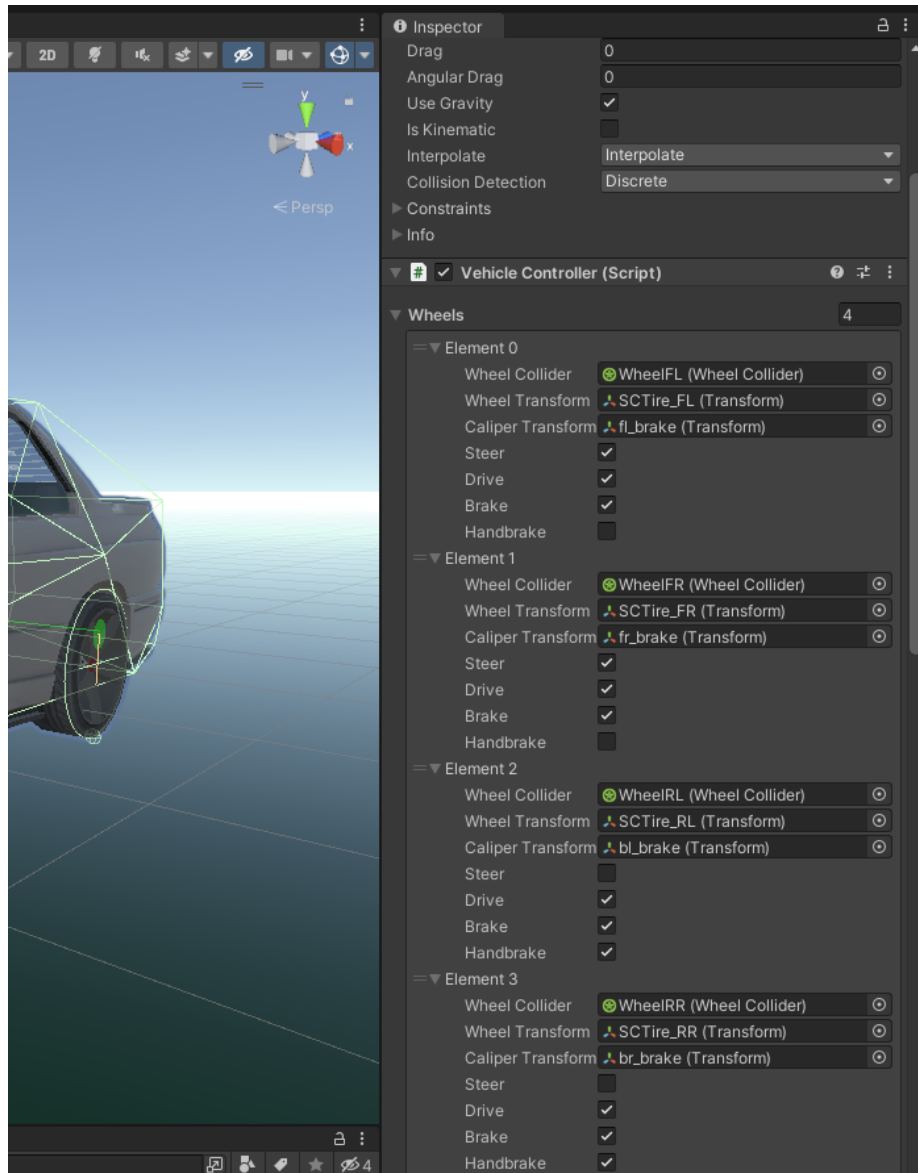 Inspector
2D
Drag 0
Angular Drag 0
Use Gravity
Is Kinematic
Interpolate Interpolate
Collision Detection Discrete
Constraints
Info
Vehicle Controller (Script)
Wheels 4
Element 0
Wheel Collider WheelFL (Wheel Collider)
Wheel Transform SCTire_FL (Transform)
Caliper Transform fl_brake (Transform)
Steer
Drive
Brake
Handbrake
Element 1
Wheel Collider WheelFR (Wheel Collider)
Wheel Transform SCTire_FR (Transform)
Caliper Transform fr_brake (Transform)
Steer
Drive
Brake
Handbrake
Element 2
Wheel Collider WheelRL (Wheel Collider)
Wheel Transform SCTire_RL (Transform)
Caliper Transform bl_brake (Transform)
Steer
Drive
Brake
Handbrake
Element 3
Wheel Collider WheelRR (Wheel Collider)
Wheel Transform SCTire_RR (Transform)
Caliper Transform br_brake (Transform)
Steer
Drive
Brake
Handbrake
y
x
Persp
4